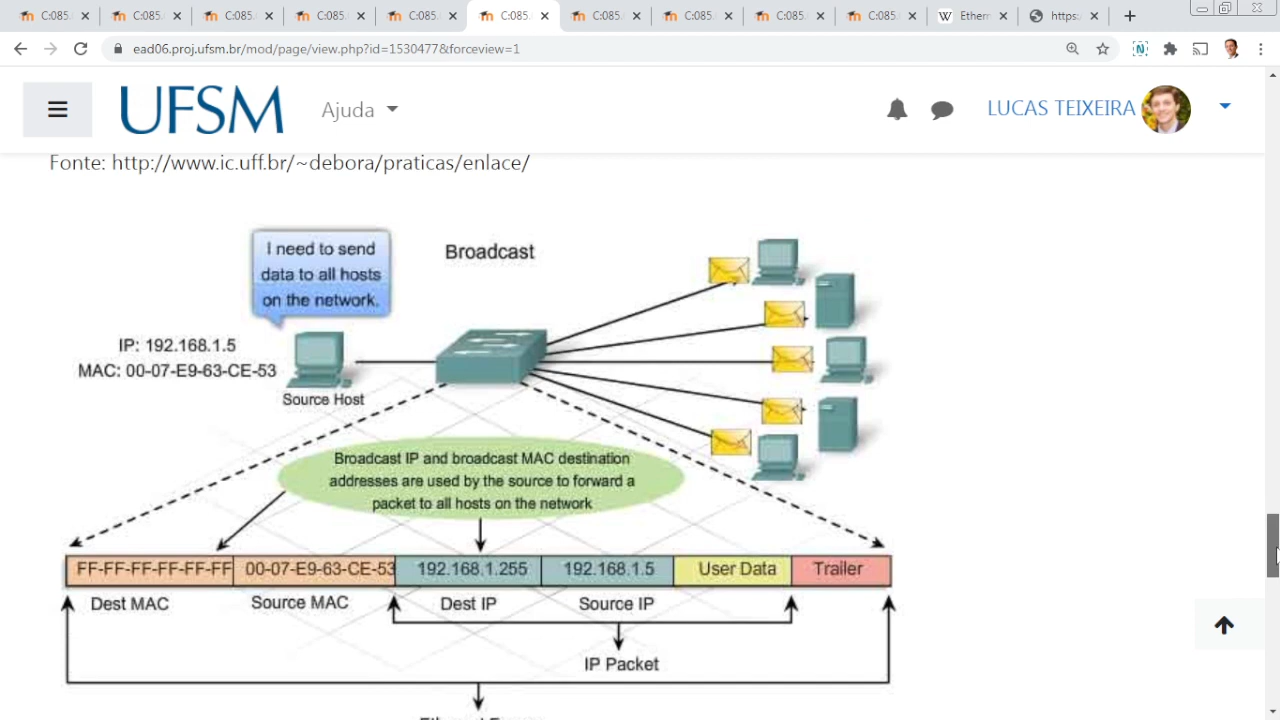 C:085.
C:085.
C:085.
C:085.
C:085.
C:085.
C:085.
C:085.
C:085.
C:085.
W
https:
ead06.proj.ufsm.br/mod/page/view.php?id=1530477&forceview=1
N
UFSM
Ajuda
LUCAS TEIXEIRA
Fonte: http://www.ic.uff.br/~debora/praticas/enlace/
I need to send
data to all hosts
on the network.
Broadcast
IP: 192.168.1.5
MAC: 00-07-E9-63-CE-53
Source Host
Broadcast IP and broadcast MAC destination
addresses are used by the source to forward a
packet to all hosts on the network
FF-FF-FF-FF-FF-FF 00-07-E9-63-CE-53 192.168.1.255 192.168.1.5 User Data Trailer
Dest MAC Source MAC Dest IP Source IP
IP Packet